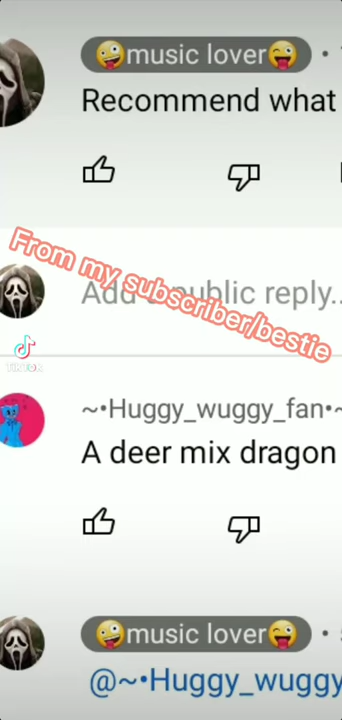 🤪music lover😜 •
Recommend what
From my subscriber/bestie
Add a public reply..
TikTok
~•Huggy_wuggy_fan•~
A deer mix dragon
🤪music lover😜 •
@~•Huggy_wuggy